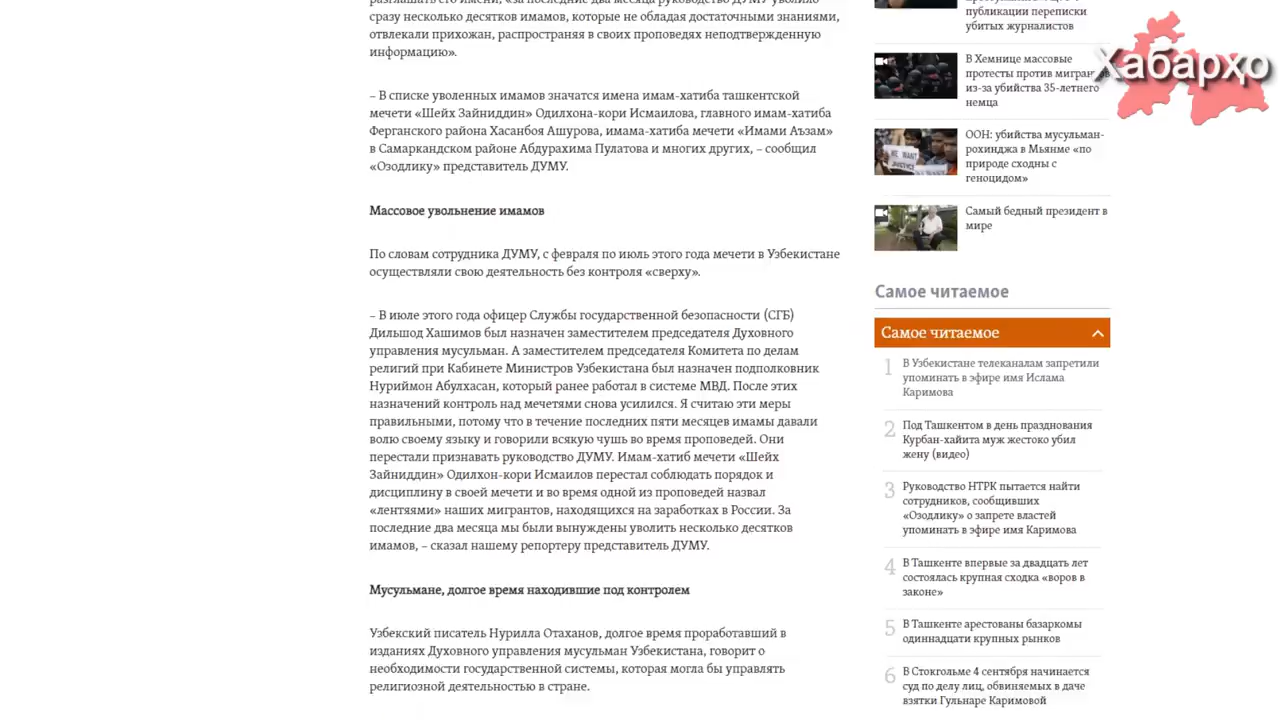 разглашать его имени, «за последние два месяца руководство ДУМУ уволило
сразу несколько десятков имамов, которые не обладая достаточными знаниями,
отвлекали прихожан, распространяя в своих проповедях неподтвержденную
информацию».
– В списке уволенных имамов значатся имена имам-хатиба ташкентской
мечети «Шейх Зайниддин» Одилхона-кори Исмаилова, главного имам-хатиба
Ферганского района Хасанбоя Ашурова, имама-хатиба мечети «Имами Аъзам»
в Самаркандском районе Абдурахима Пулатова и многих других, – сообщил
«Озодлику» представитель ДУМУ.
Массовое увольнение имамов
По словам сотрудника ДУМУ, с февраля по июль этого года мечети в Узбекистане
осуществляли свою деятельность без контроля «сверху».
– В июле этого года офицер Службы государственной безопасности (СГБ)
Дильшод Хашимов был назначен заместителем председателя Духовного
управления мусульман. А заместителем председателя Комитета по делам
религий при Кабинете Министров Узбекистана был назначен подполковник
Нуриймон Абулхасан, который ранее работал в системе МВД. После этих
назначений контроль над мечетями снова усилился. Я считаю эти меры
правильными, потому что в течение последних пяти месяцев имамы давали
волю своему языку и говорили всякую чушь во время проповедей. Они
перестали признавать руководство ДУМУ. Имам-хатиб мечети «Шейх
Зайниддин» Одилхон-кори Исмаилов перестал соблюдать порядок и
дисциплину в своей мечети и во время одной из проповедей назвал
«лентяями» наших мигрантов, находящихся на заработках в России. За
последние два месяца мы были вынуждены уволить несколько десятков
имамов, – сказал нашему репортеру представитель ДУМУ.
Мусульмане, долгое время находившие под контролем
Узбекский писатель Нурилла Отаханов, долгое время проработавший в
изданиях Духовного управления мусульман Узбекистана, говорит о
необходимости государственной системы, которая могла бы управлять
религиозной деятельностью в стране.
публикации переписки
убитых журналистов
Хабарҳо
В Хемнице массовые
протесты против мигрантов
из-за убийства 35-летнего
немца
ООН: убийства мусульман-
рохинджа в Мьянме «по
природе сходны с
геноцидом»
WE WANT
Самый бедный президент в
мире
Самое читаемое
Самое читаемое
1 В Узбекистане телеканалам запретили
упоминать в эфире имя Ислама
Каримова
2 Под Ташкентом в день празднования
Курбан-хайита муж жестоко убил
жену (видео)
3 Руководство НТРК пытается найти
сотрудников, сообщивших
«Озодлику» о запрете властей
упоминать в эфире имя Каримова
4 В Ташкенте впервые за двадцать лет
состоялась крупная сходка «воров в
законе»
5 В Ташкенте арестованы базаркомы
одиннадцати крупных рынков
6 В Стокгольме 4 сентября начинается
суд по делу лиц, обвиняемых в даче
взятки Гульнаре Каримовой